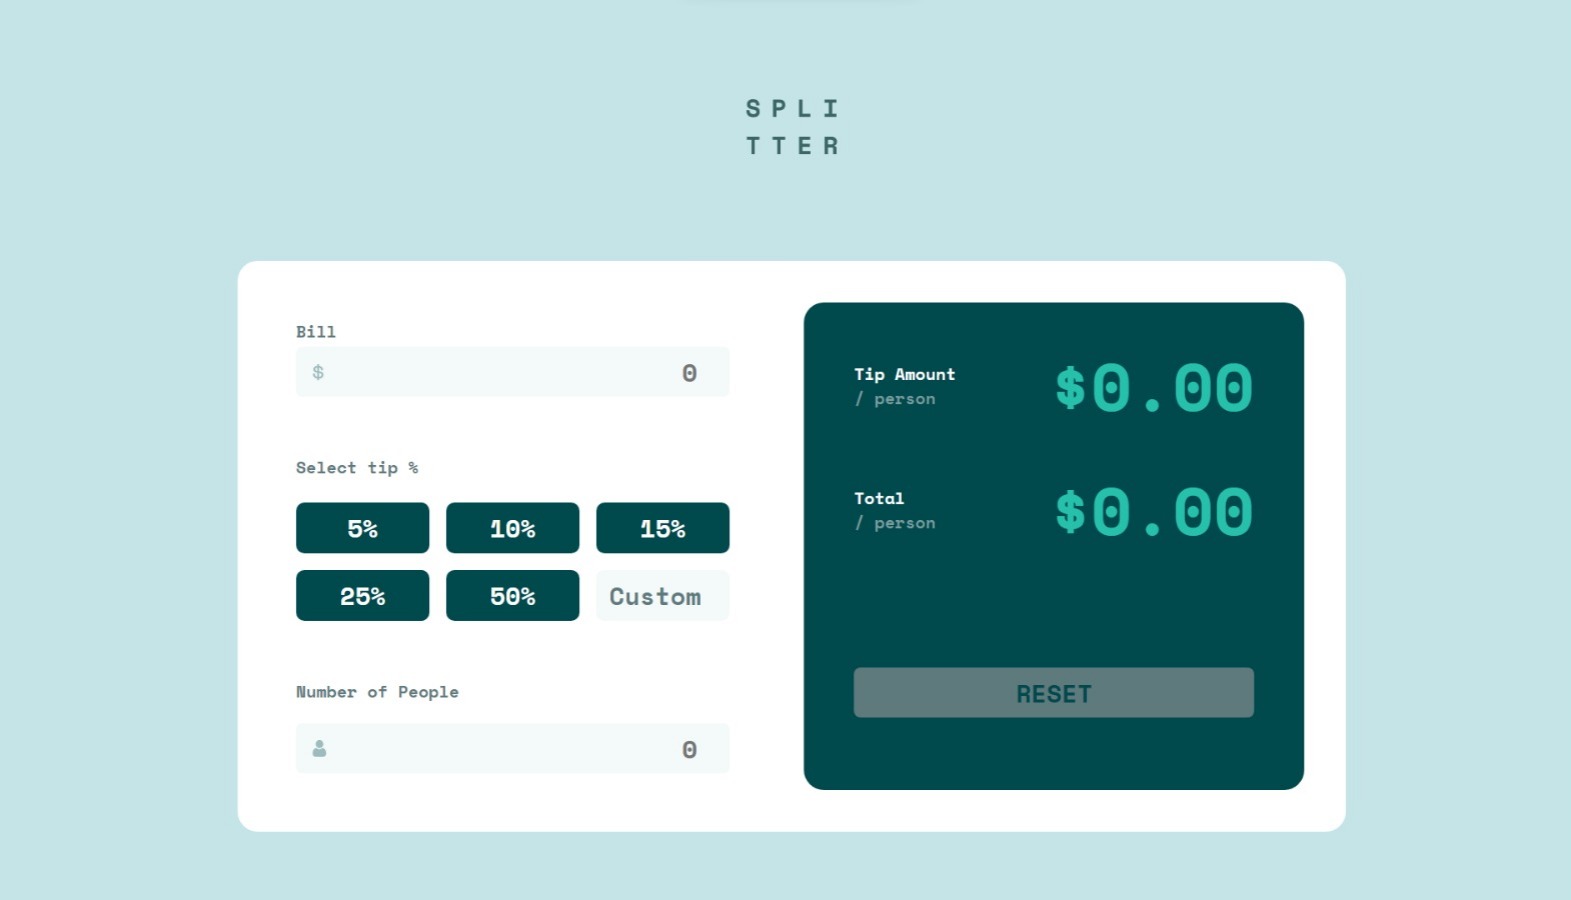 SPLI
TTER
Bill
$ 0
Select tip %
5% 10% 15%
25% 50% Custom
Number of People
0
Tip Amount
/ person
$0.00
Total
/ person
$0.00
RESET